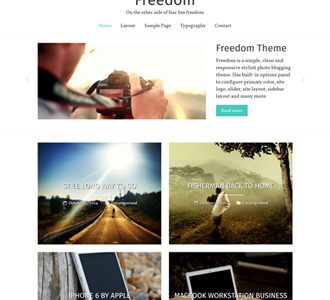 Freedom
On the other side of fear lies freedom
Home Layout Sample Page Typography Contact
Freedom Theme
Freedom is a simple, clean and
responsive stylish photo blogging
theme. Has built-in options panel
to configure primary color, site
logo, slider, site layout, sidebar
layout and many more.
Read more
STILL LONG WAY TO GO
Uncategorized
FISHERMAN BACK TO HOME
Uncategorized
IPHONE 6 BY APPLE
MACBOOK WORKSTATION BUSINESS